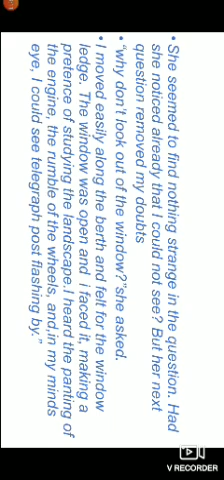 • She seemed to find nothing strange in the question. Had
she noticed already that I could not see? But her next
question removed my doubts
• "why don't look out of the window?"she asked.
• I moved easily along the berth and felt for the window
ledge. The window was open and i faced it, making a
pretence of studying the landscape.I heard the panting of
the engine, the rumble of the wheels, and,in my minds
eye, I could see telegraph post flashing by."
V RECORDER